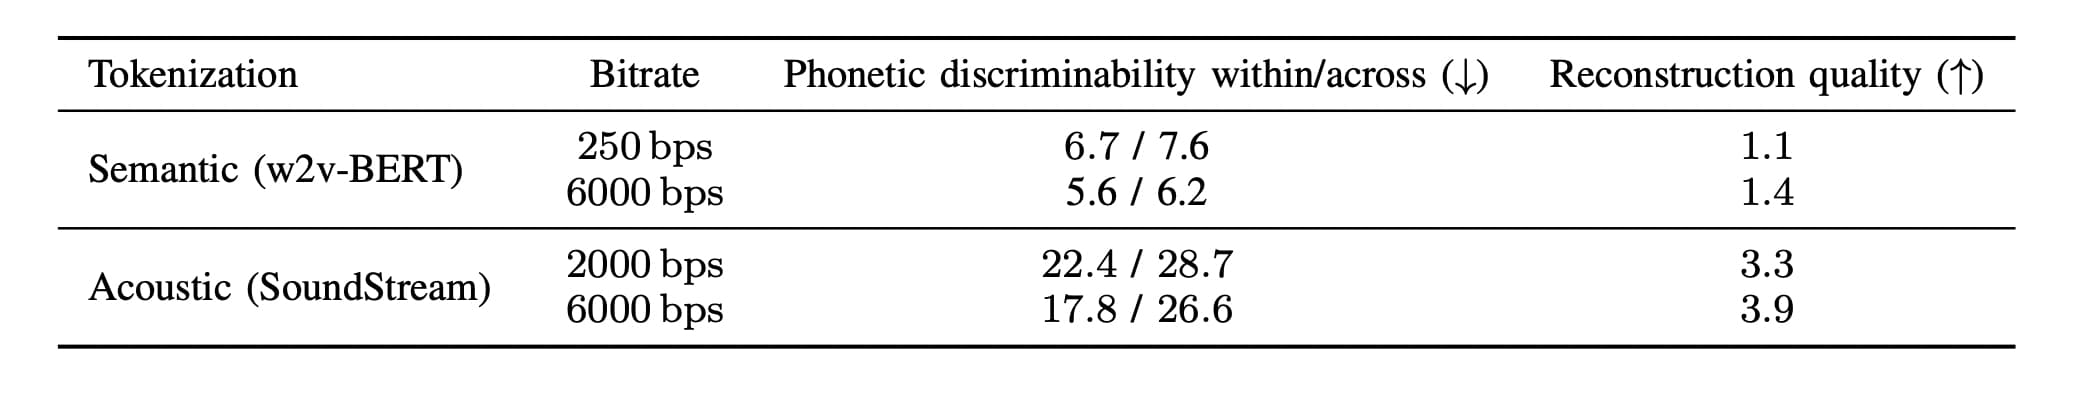 Tokenization Bitrate Phonetic discriminability within/across (↓) Reconstruction quality (↑)
Semantic (w2v-BERT) 250 bps 6.7 / 7.6 1.1
6000 bps 5.6 / 6.2 1.4
Acoustic (SoundStream) 2000 bps 22.4 / 28.7 3.3
6000 bps 17.8 / 26.6 3.9